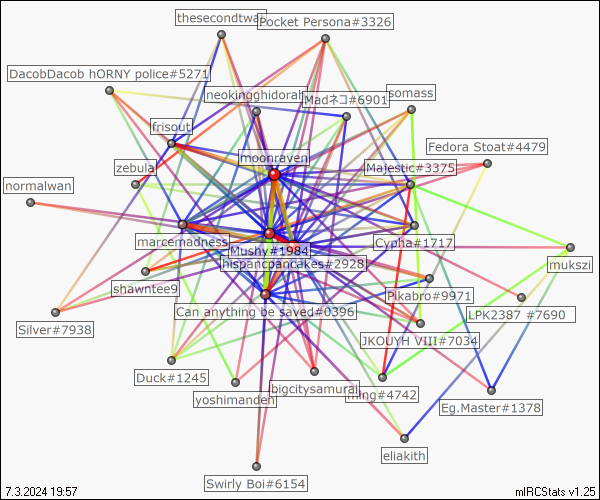 thesecondtwan
Pocket Persona#3326
DacobDacob hORNY police#5271
neokingghidorah
Madネコ#6901
somass
frisout
Fedora Stoat#4479
moonraven
zebula
Majestic#3375
normalwan
marcemadness
Mushy#1984
Cypha#1717
hispancpancakes#2928
mukszi
shawntee9
Pikabro#9971
Can anything be saved#0396
LPK2387 #7690
Silver#7938
JKOUYH VIII#7034
Duck#1245
bigcitysamurai
ming#4742
yoshimanden
Eg.Master#1378
eliakith
Swirly Boi#6154
7.3.2024 19:57
mIRCStats v1.25